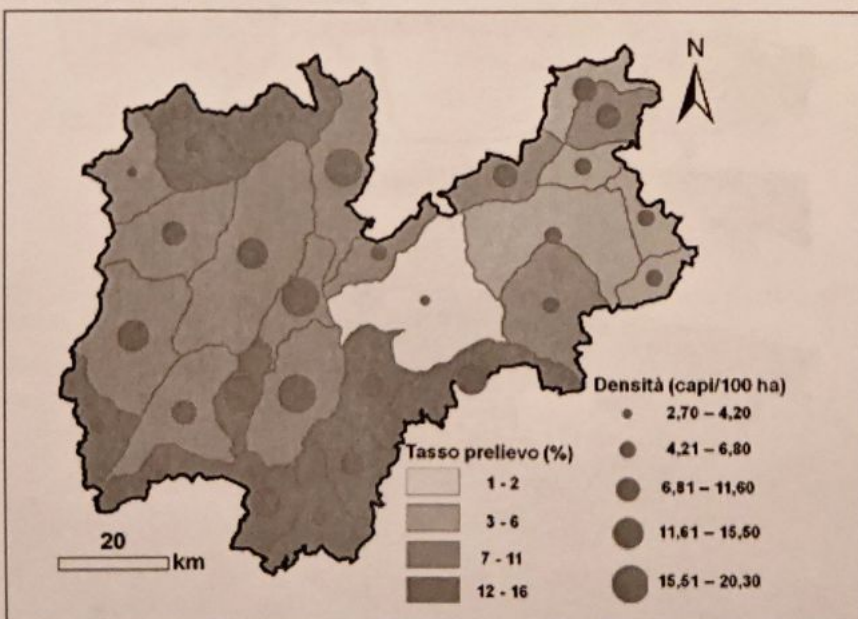 N
Densità (capi/100 ha)
2,70 – 4,20
4,21 – 6,80
6,81 – 11,60
11,61 – 15,50
15,51 – 20,30
Tasso prelievo (%)
1 - 2
3 - 6
7 - 11
12 - 16
20
km